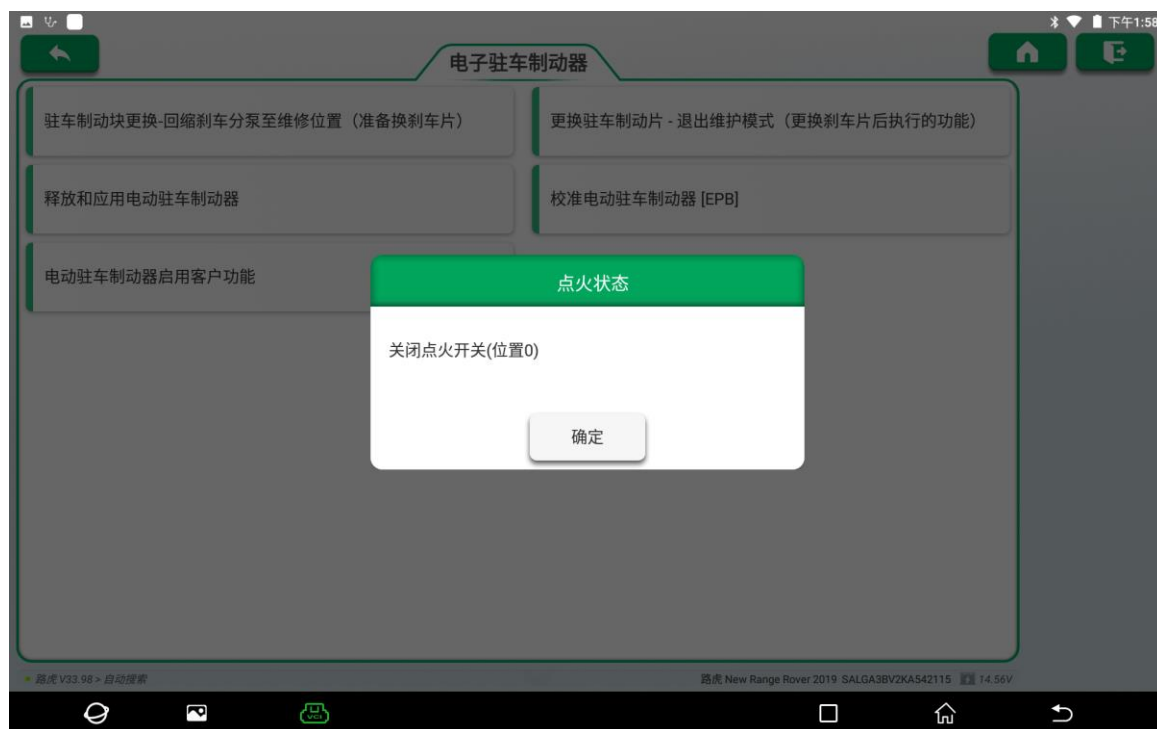 下午1:58
电子驻车制动器
驻车制动块更换-回缩刹车分泵至维修位置（准备换刹车片）
更换驻车制动片 - 退出维护模式（更换刹车片后执行的功能）
释放和应用电动驻车制动器
校准电动驻车制动器 [EPB]
电动驻车制动器启用客户功能
点火状态
关闭点火开关(位置0)
确定
路虎 V33.98 > 自动搜索
路虎 New Range Rover 2019 SALGA3BV2KA542115 14.56V
VCI